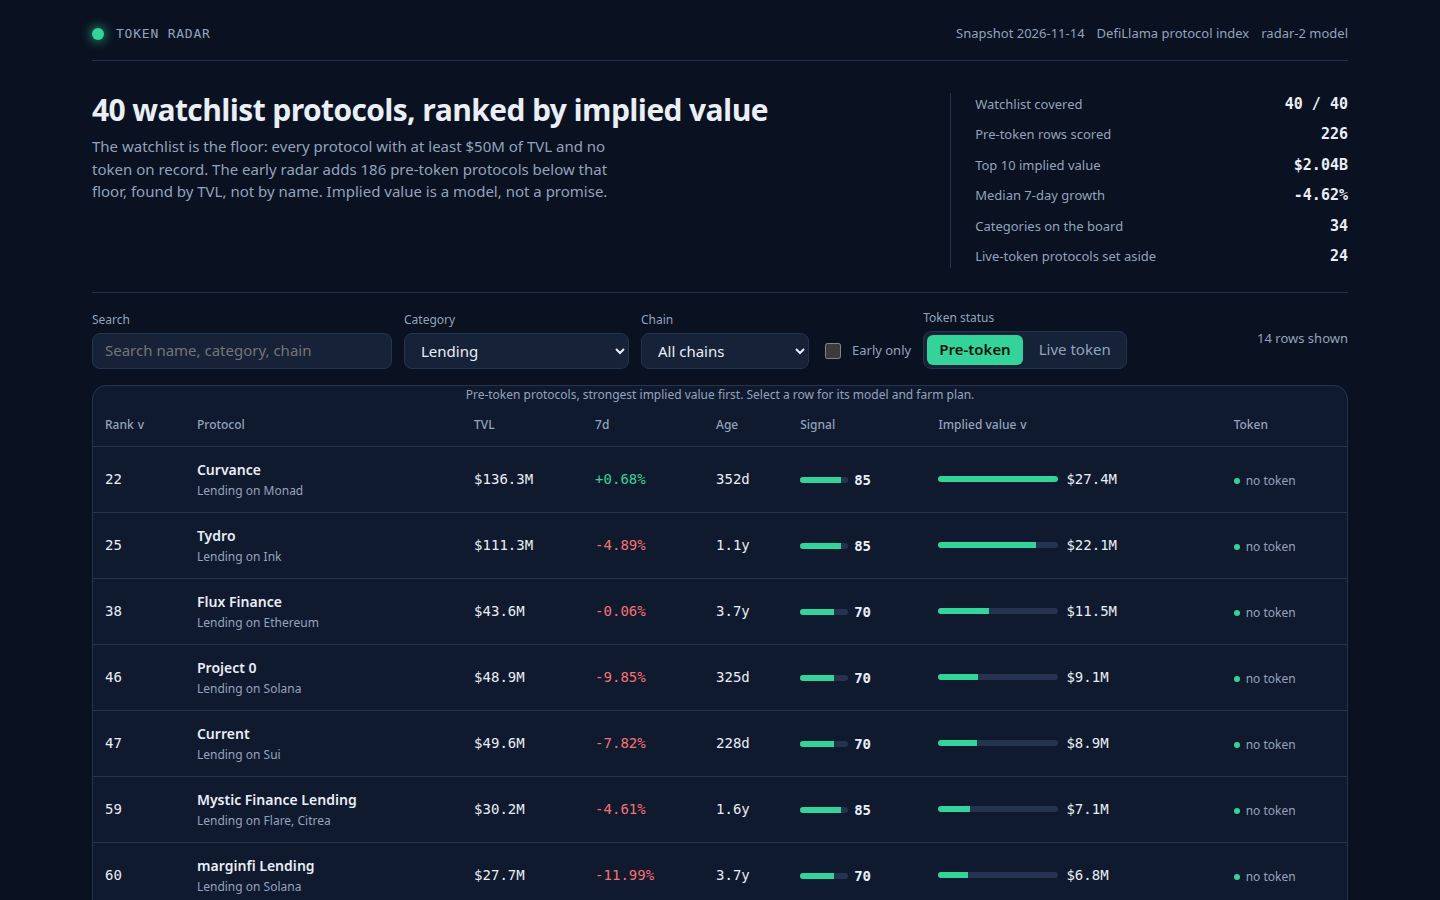 TOKEN RADAR
Snapshot 2026-11-14 DefiLlama protocol index radar-2 model
40 watchlist protocols, ranked by implied value
The watchlist is the floor: every protocol with at least $50M of TVL and no
token on record. The early radar adds 186 pre-token protocols below that
floor, found by TVL, not by name. Implied value is a model, not a promise.
Watchlist covered 40 / 40
Pre-token rows scored 226
Top 10 implied value $2.04B
Median 7-day growth -4.62%
Categories on the board 34
Live-token protocols set aside 24
Search Category Chain Token status
Search name, category, chain Lending All chains Early only Pre-token Live token 14 rows shown
Pre-token protocols, strongest implied value first. Select a row for its model and farm plan.
Rank v Protocol TVL 7d Age Signal Implied value v Token
22 Curvance $136.3M +0.68% 352d 85 $27.4M no token
Lending on Monad
25 Tydro $111.3M -4.89% 1.1y 85 $22.1M no token
Lending on Ink
38 Flux Finance $43.6M -0.06% 3.7y 70 $11.5M no token
Lending on Ethereum
46 Project 0 $48.9M -9.85% 325d 70 $9.1M no token
Lending on Solana
47 Current $49.6M -7.82% 228d 70 $8.9M no token
Lending on Sui
59 Mystic Finance Lending $30.2M -4.61% 1.6y 85 $7.1M no token
Lending on Flare, Citrea
60 marginfi Lending $27.7M -11.99% 3.7y 70 $6.8M no token
Lending on Solana